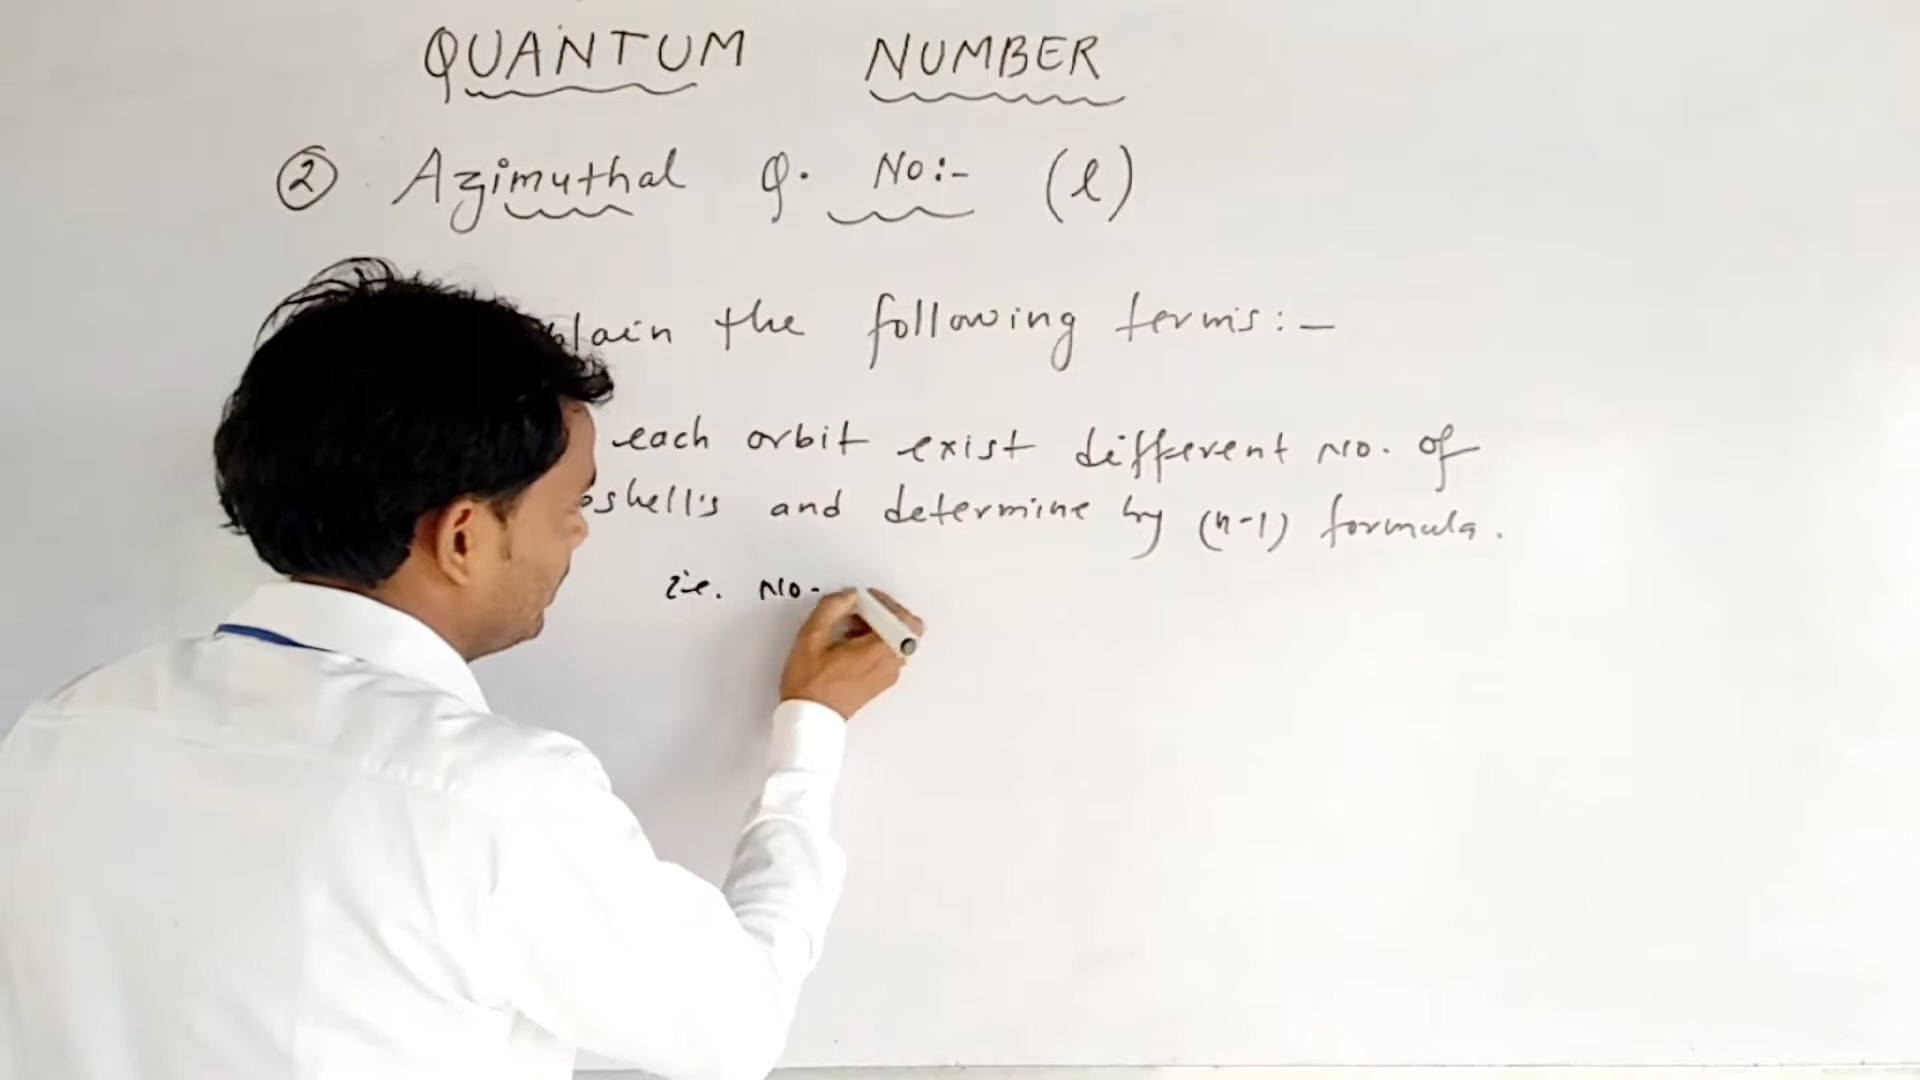 QUANTUM NUMBER
② Azimuthal Q. No:- (l)
the following terms:-
each orbit exist different No. of
and determine by (n-1) formula.
i.e. No.